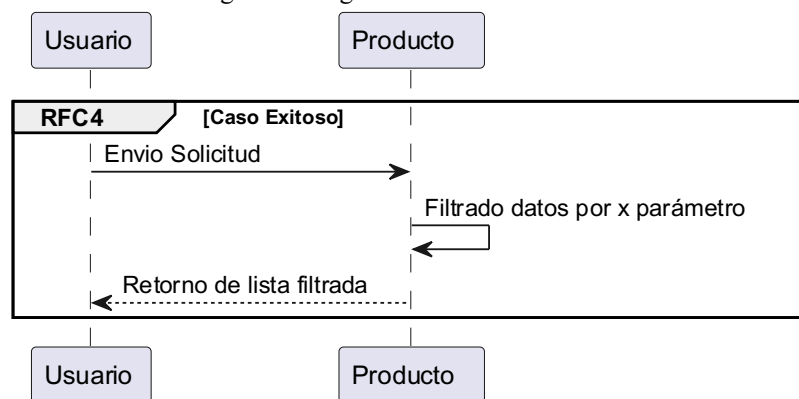 Usuario Producto
RFC4 [Caso Exitoso]
Envio Solicitud
Filtrado datos por x parámetro
Retorno de lista filtrada
Usuario Producto